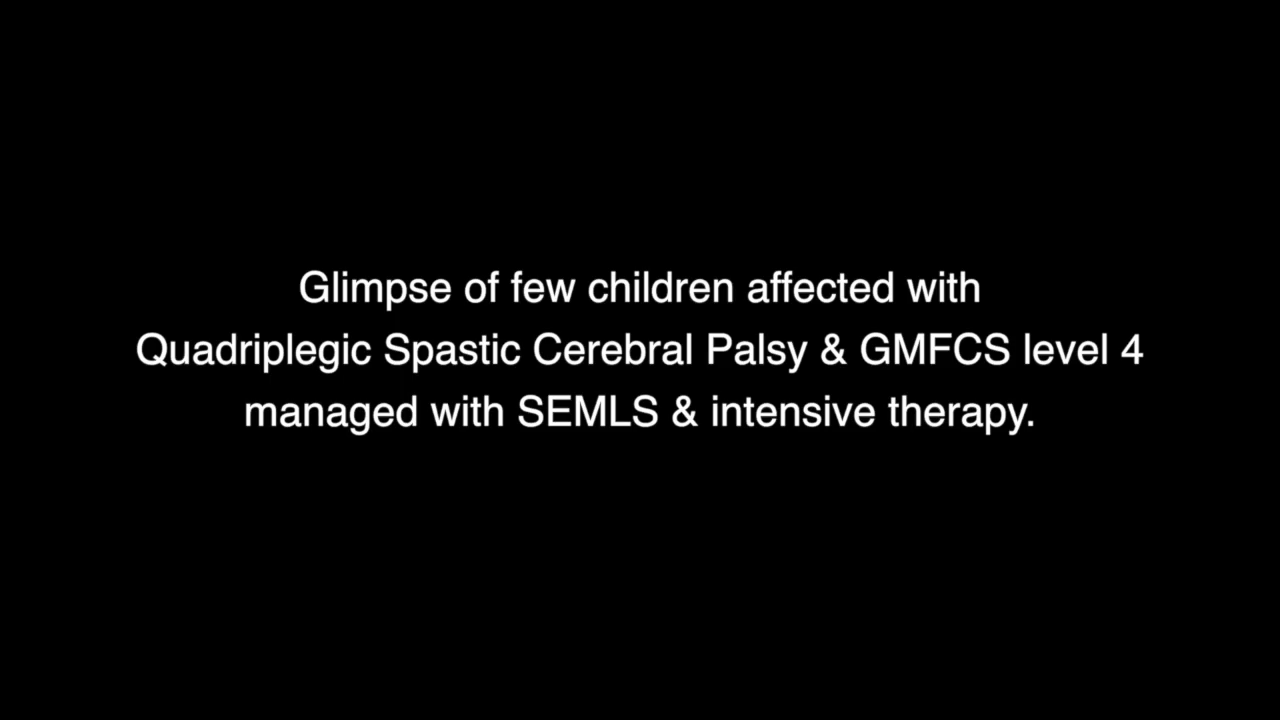 Glimpse of few children affected with
Quadriplegic Spastic Cerebral Palsy & GMFCS level 4
managed with SEMLS & intensive therapy.